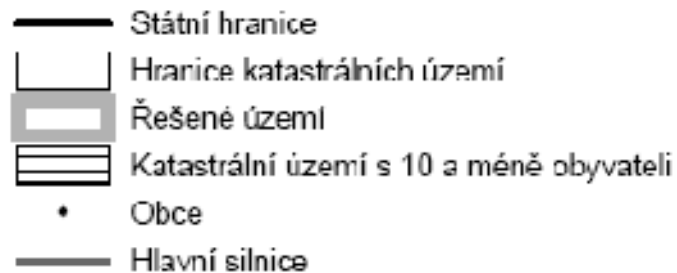 Státní hranice
Hranice katastrálních území
Řešené území
Katastrální území s 10 a méně obyvateli
Obce
Hlavní silnice